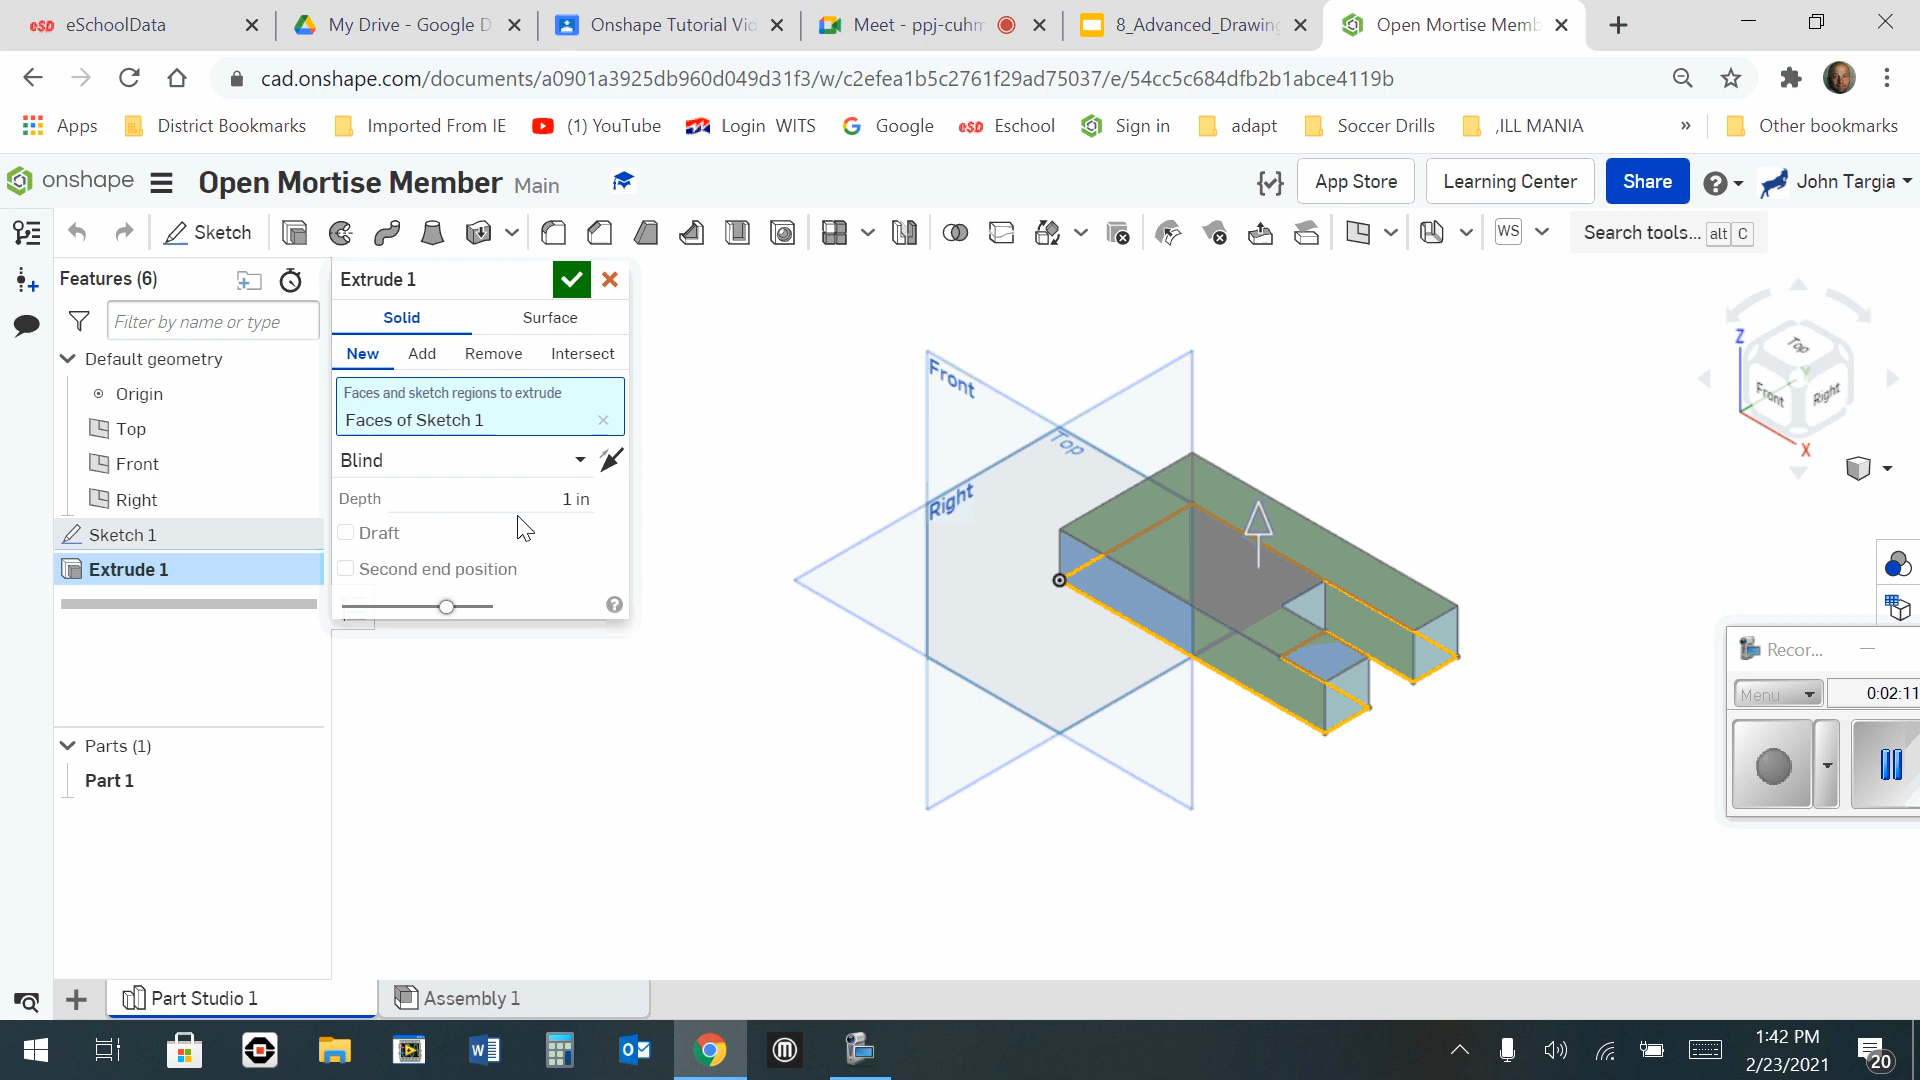 esd eSchoolData
My Drive - Google D
Onshape Tutorial Vid
Meet - ppj-cuhm
8_Advanced_Drawing
Open Mortise Memb
cad.onshape.com/documents/a0901a3925db960d049d31f3/w/c2efea1b5c2761f29ad75037/e/54cc5c684dfb2b1abce4119b
Apps District Bookmarks Imported From IE (1) YouTube Login WITS Google esd Eschool Sign in adapt Soccer Drills ,ILL MANIA » Other bookmarks
onshape Open Mortise Member Main App Store Learning Center Share John Targia
Sketch WS Search tools... alt C
Features (6)
Filter by name or type
Default geometry
Origin
Top
Front
Right
Sketch 1
Extrude 1
Parts (1)
Part 1
Extrude 1
Solid Surface
New Add Remove Intersect
Faces and sketch regions to extrude
Faces of Sketch 1
Blind
Depth 1 in
Draft
Second end position
Front
Top
Right
Z
Top
Y
Front Right
X
Recor...
Menu 0:02:11
Part Studio 1 Assembly 1
1:42 PM
2/23/2021
20